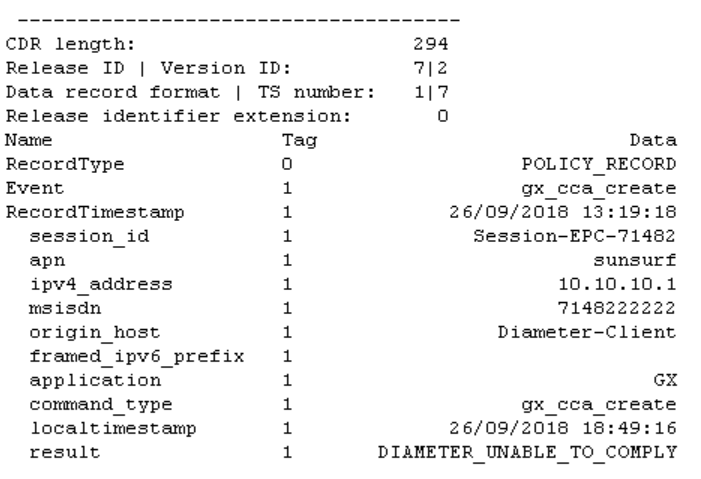 -------------------------------------
CDR length: 294
Release ID | Version ID: 7|2
Data record format | TS number: 1|7
Release identifier extension: 0
Name Tag Data
RecordType 0 POLICY_RECORD
Event 1 gx_cca_create
RecordTimestamp 1 26/09/2018 13:19:18
session_id 1 Session-EPC-71482
apn 1 sunsurf
ipv4_address 1 10.10.10.1
msisdn 1 7148222222
origin_host 1 Diameter-Client
framed_ipv6_prefix 1
application 1 GX
command_type 1 gx_cca_create
localtimestamp 1 26/09/2018 18:49:16
result 1 DIAMETER_UNABLE_TO_COMPLY